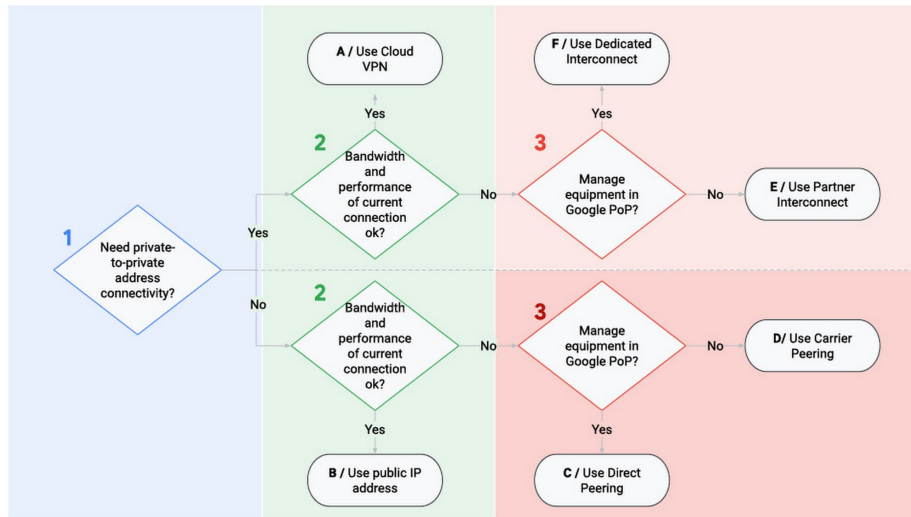 A / Use Cloud
VPN
F / Use Dedicated
Interconnect
Yes
Yes
2
Bandwidth
and
performance
of current
connection
ok?
No
3
Manage
equipment in
Google PoP?
No
E / Use Partner
Interconnect
1
Need private-
to-private
address
connectivity?
Yes
No
2
Bandwidth
and
performance
of current
connection
ok?
No
3
Manage
equipment in
Google PoP?
No
D/ Use Carrier
Peering
Yes
Yes
B / Use public IP
address
C / Use Direct
Peering